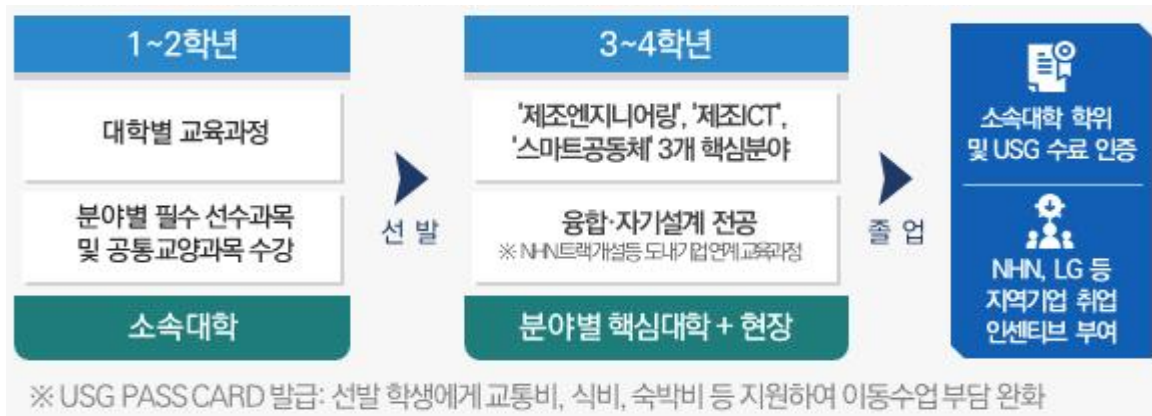 1~2학년
대학별 교육과정
분야별 필수 선수과목
및 공통교양과목 수강
소속대학
선발
3~4학년
'제조엔지니어링', '제조ICT',
'스마트공동체' 3개 핵심분야
융합·자기설계 전공
※ NHN트랙개설등 도내기업연계교육과정
분야별 핵심대학 + 현장
졸업
소속대학 학위
및 USG 수료 인증
NHN, LG 등
지역기업 취업
인센티브 부여
※ USG PASS CARD 발급: 선발 학생에게 교통비, 식비, 숙박비 등 지원하여 이동수업 부담 완화